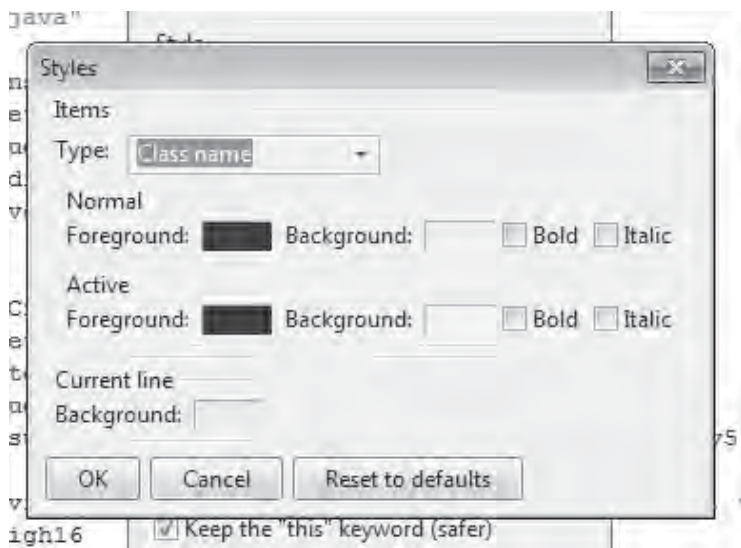 java"
Styles
Items
Type: Class name
Normal
Foreground: Background: Bold Italic
Active
Foreground: Background: Bold Italic
Current line
Background:
OK Cancel Reset to defaults
Keep the "this" keyword (safer)
igh16